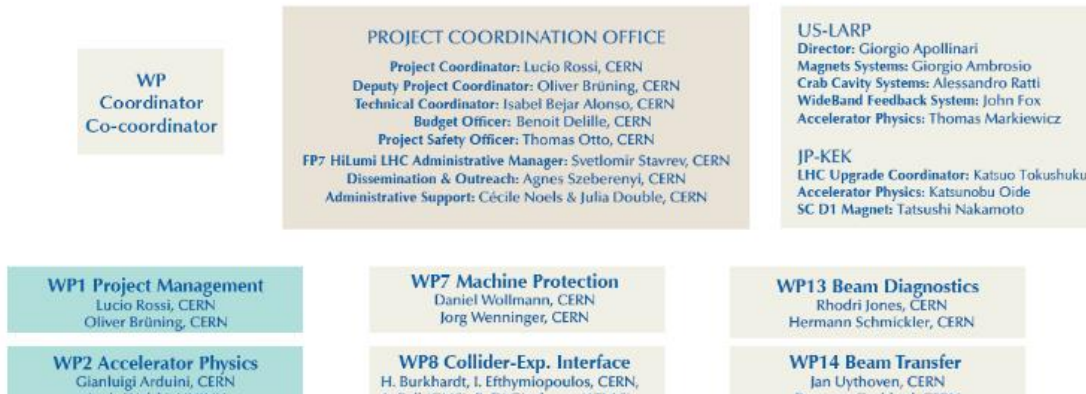 WP
Coordinator
Co-coordinator
PROJECT COORDINATION OFFICE
Project Coordinator: Lucio Rossi, CERN
Deputy Project Coordinator: Oliver Brüning, CERN
Technical Coordinator: Isabel Bejar Alonso, CERN
Budget Officer: Benoit Delille, CERN
Project Safety Officer: Thomas Otto, CERN
FP7 HiLumi LHC Administrative Manager: Svetlomir Stavrev, CERN
Dissemination & Outreach: Agnes Szeberenyi, CERN
Administrative Support: Cécile Noels & Julia Double, CERN
US-LARP
Director: Giorgio Apollinari
Magnets Systems: Giorgio Ambrosio
Crab Cavity Systems: Alessandro Ratti
WideBand Feedback System: John Fox
Accelerator Physics: Thomas Markiewicz
JP-KEK
LHC Upgrade Coordinator: Katsuo Tokushuku
Accelerator Physics: Katsunobu Oide
SC D1 Magnet: Tatsushi Nakamoto
WP1 Project Management
Lucio Rossi, CERN
Oliver Brüning, CERN
WP7 Machine Protection
Daniel Wollmann, CERN
Jorg Wenninger, CERN
WP13 Beam Diagnostics
Rhodri Jones, CERN
Hermann Schmickler, CERN
WP2 Accelerator Physics
Gianluigi Arduini, CERN
WP8 Collider-Exp. Interface
H. Burkhardt, I. Efthymiopoulos, CERN,
WP14 Beam Transfer
Jan Uythoven, CERN